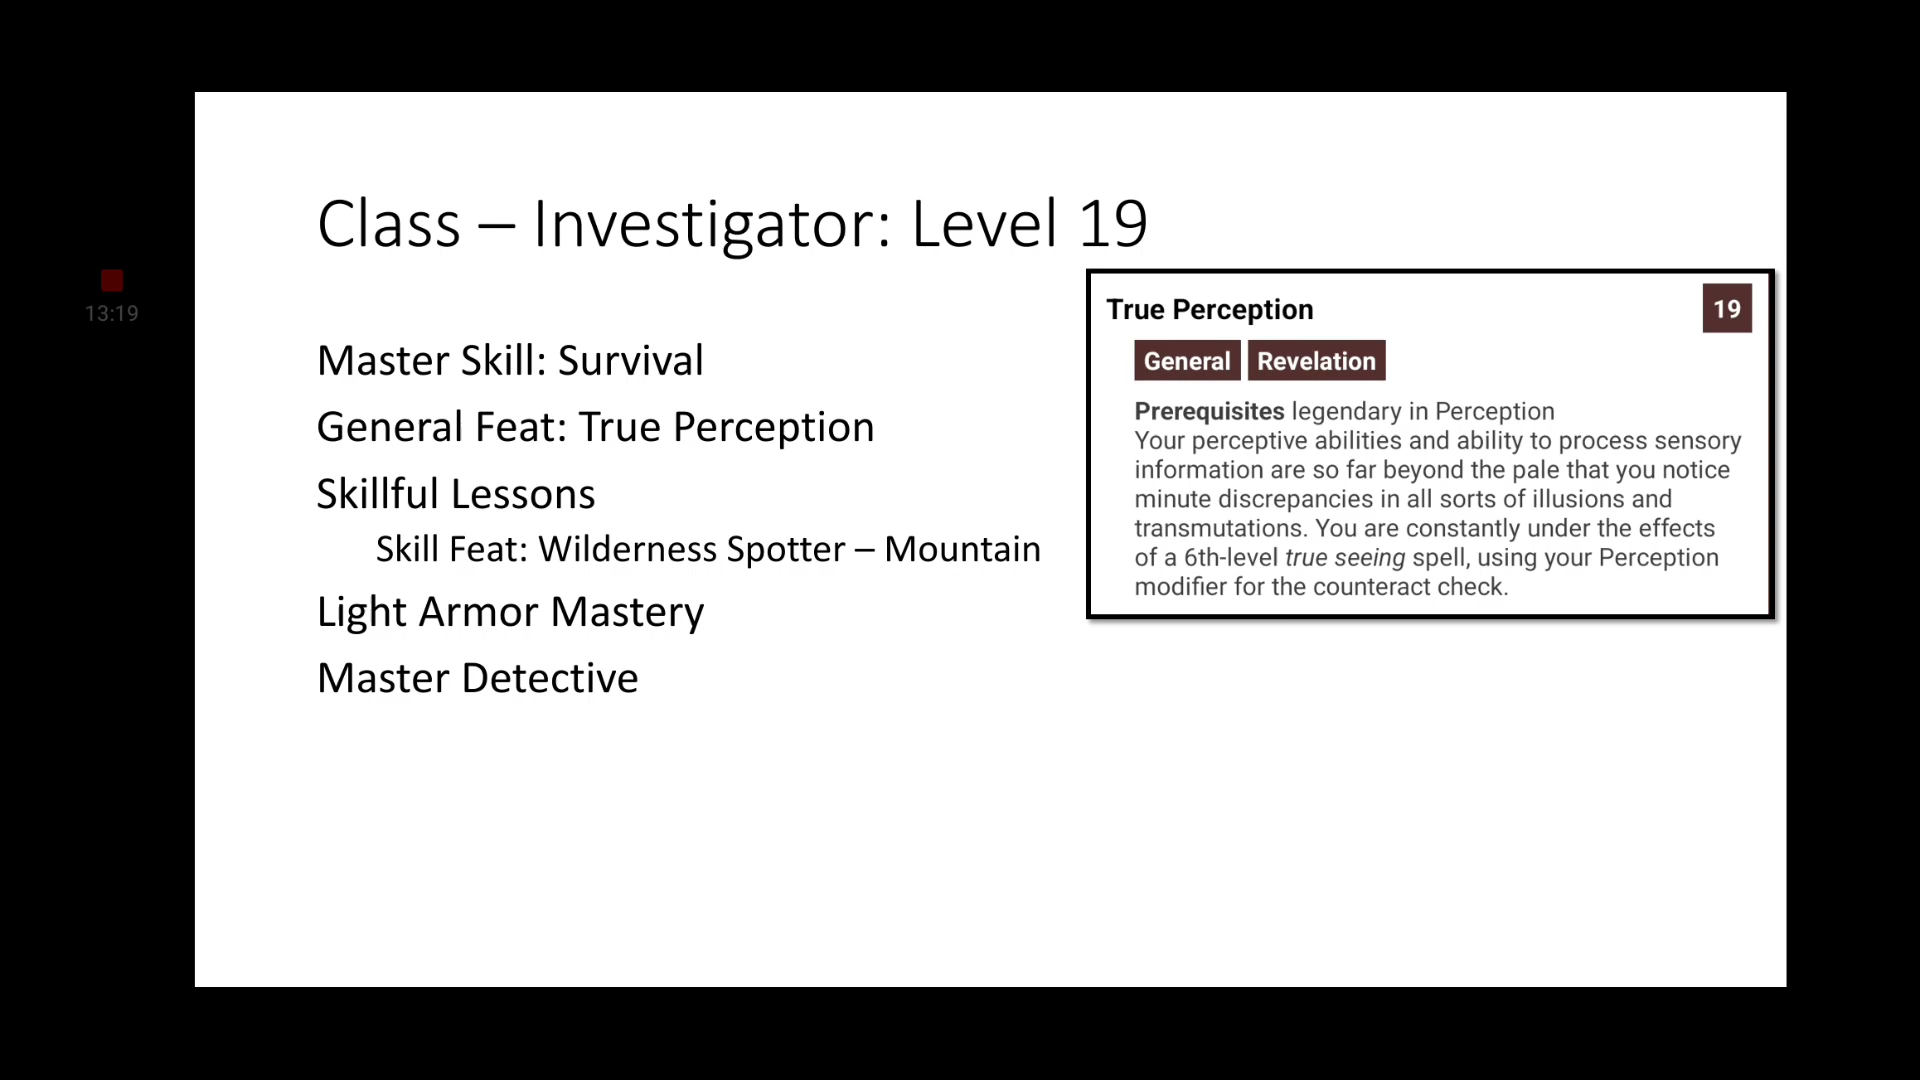 Class – Investigator: Level 19
13:19
Master Skill: Survival
General Feat: True Perception
Skillful Lessons
Skill Feat: Wilderness Spotter – Mountain
Light Armor Mastery
Master Detective
True Perception
19
General Revelation
Prerequisites legendary in Perception
Your perceptive abilities and ability to process sensory
information are so far beyond the pale that you notice
minute discrepancies in all sorts of illusions and
transmutations. You are constantly under the effects
of a 6th-level true seeing spell, using your Perception
modifier for the counteract check.